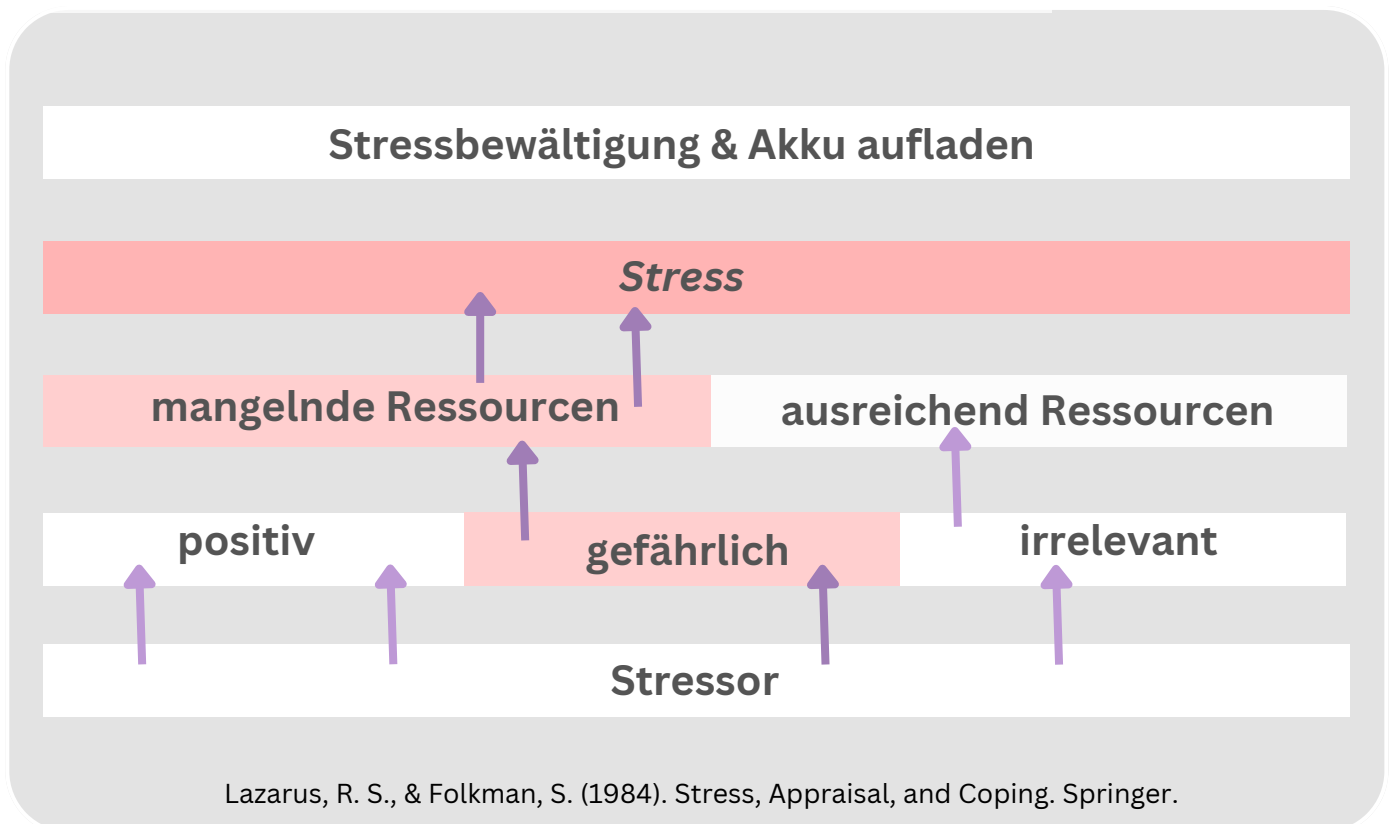 Stressbewältigung & Akku aufladen
Stress
mangelnde Ressourcen
ausreichend Ressourcen
positiv
gefährlich
irrelevant
Stressor
Lazarus, R. S., & Folkman, S. (1984). Stress, Appraisal, and Coping. Springer.